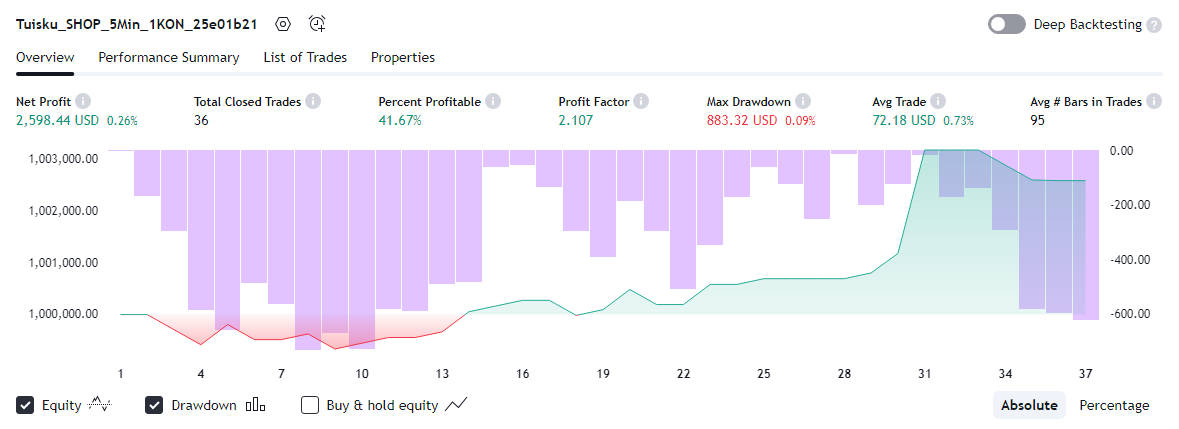 Tuisku_SHOP_5Min_1KON_25e01b21
Deep Backtesting ?
Overview Performance Summary List of Trades Properties
Net Profit Total Closed Trades Percent Profitable Profit Factor Max Drawdown Avg Trade Avg # Bars in Trades
2,598.44 USD 0.26% 36 41.67% 2.107 883.32 USD 0.09% 72.18 USD 0.73% 95
1,003,000.00 0.00
1,002,000.00 -200.00
1,001,000.00 -400.00
1,000,000.00 -600.00
1 4 7 10 13 16 19 22 25 28 31 34 37
Equity Drawdown Buy & hold equity Absolute Percentage